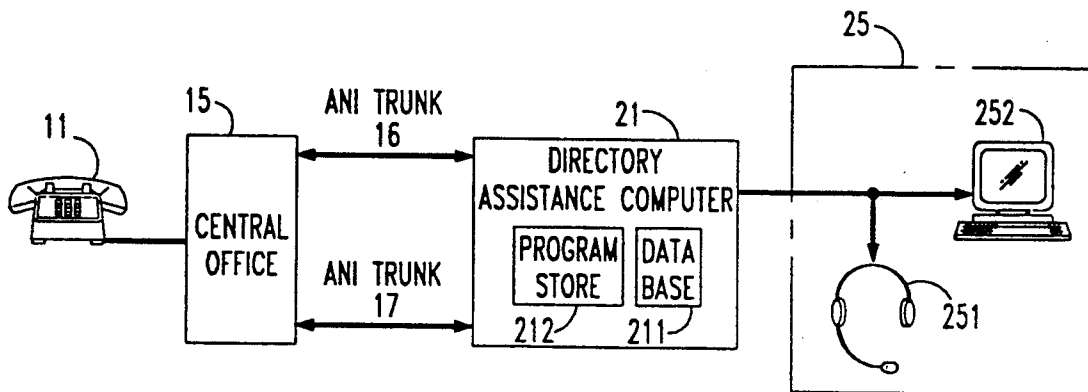 25
15
ANI TRUNK
16
21
252
11
DIRECTORY
ASSISTANCE COMPUTER
CENTRAL
OFFICE
PROGRAM
STORE
DATA
BASE
ANI TRUNK
17
212
211
251